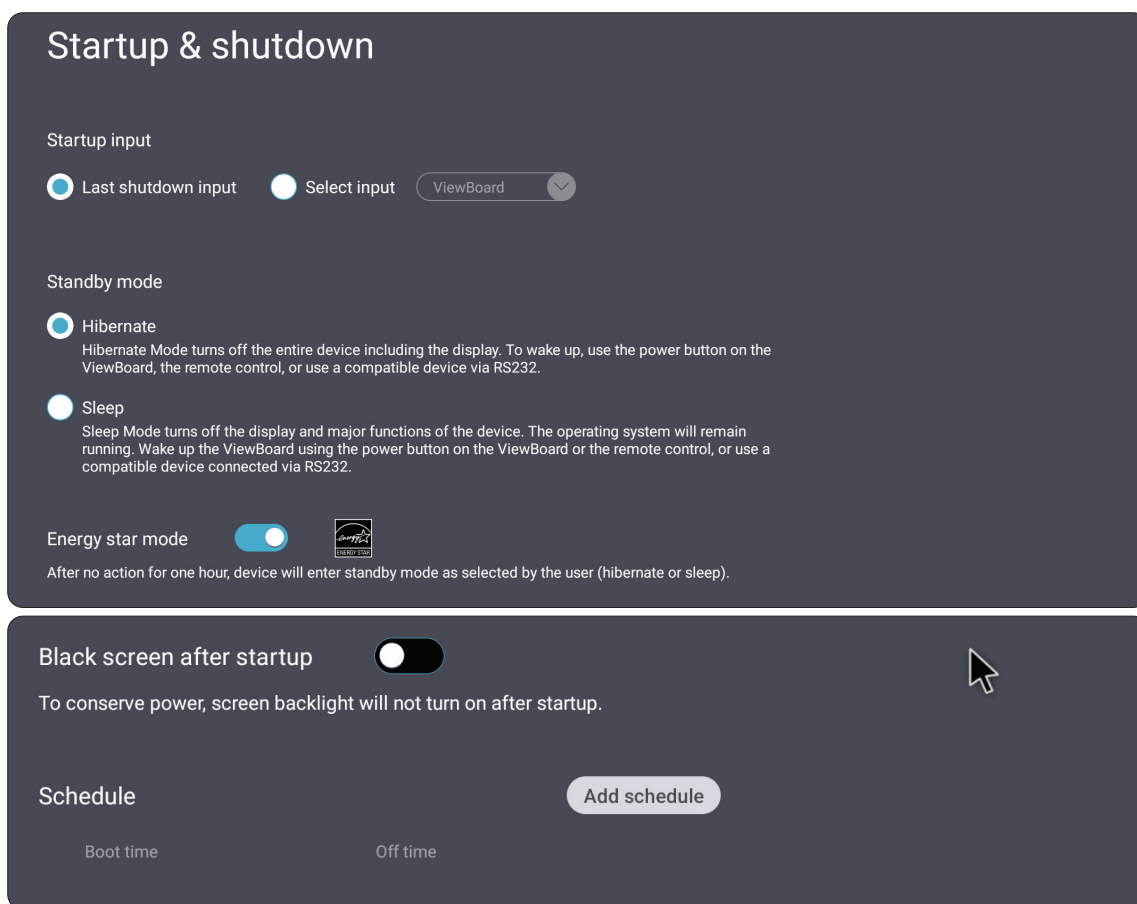 Startup & shutdown
Startup input
Last shutdown input Select input ViewBoard
Standby mode
Hibernate
Hibernate Mode turns off the entire device including the display. To wake up, use the power button on the
ViewBoard, the remote control, or use a compatible device via RS232.
Sleep
Sleep Mode turns off the display and major functions of the device. The operating system will remain
running. Wake up the ViewBoard using the power button on the ViewBoard or the remote control, or use a
compatible device connected via RS232.
Energy star mode energy ENERGY STAR
After no action for one hour, device will enter standby mode as selected by the user (hibernate or sleep).
Black screen after startup
To conserve power, screen backlight will not turn on after startup.
Schedule Add schedule
Boot time Off time